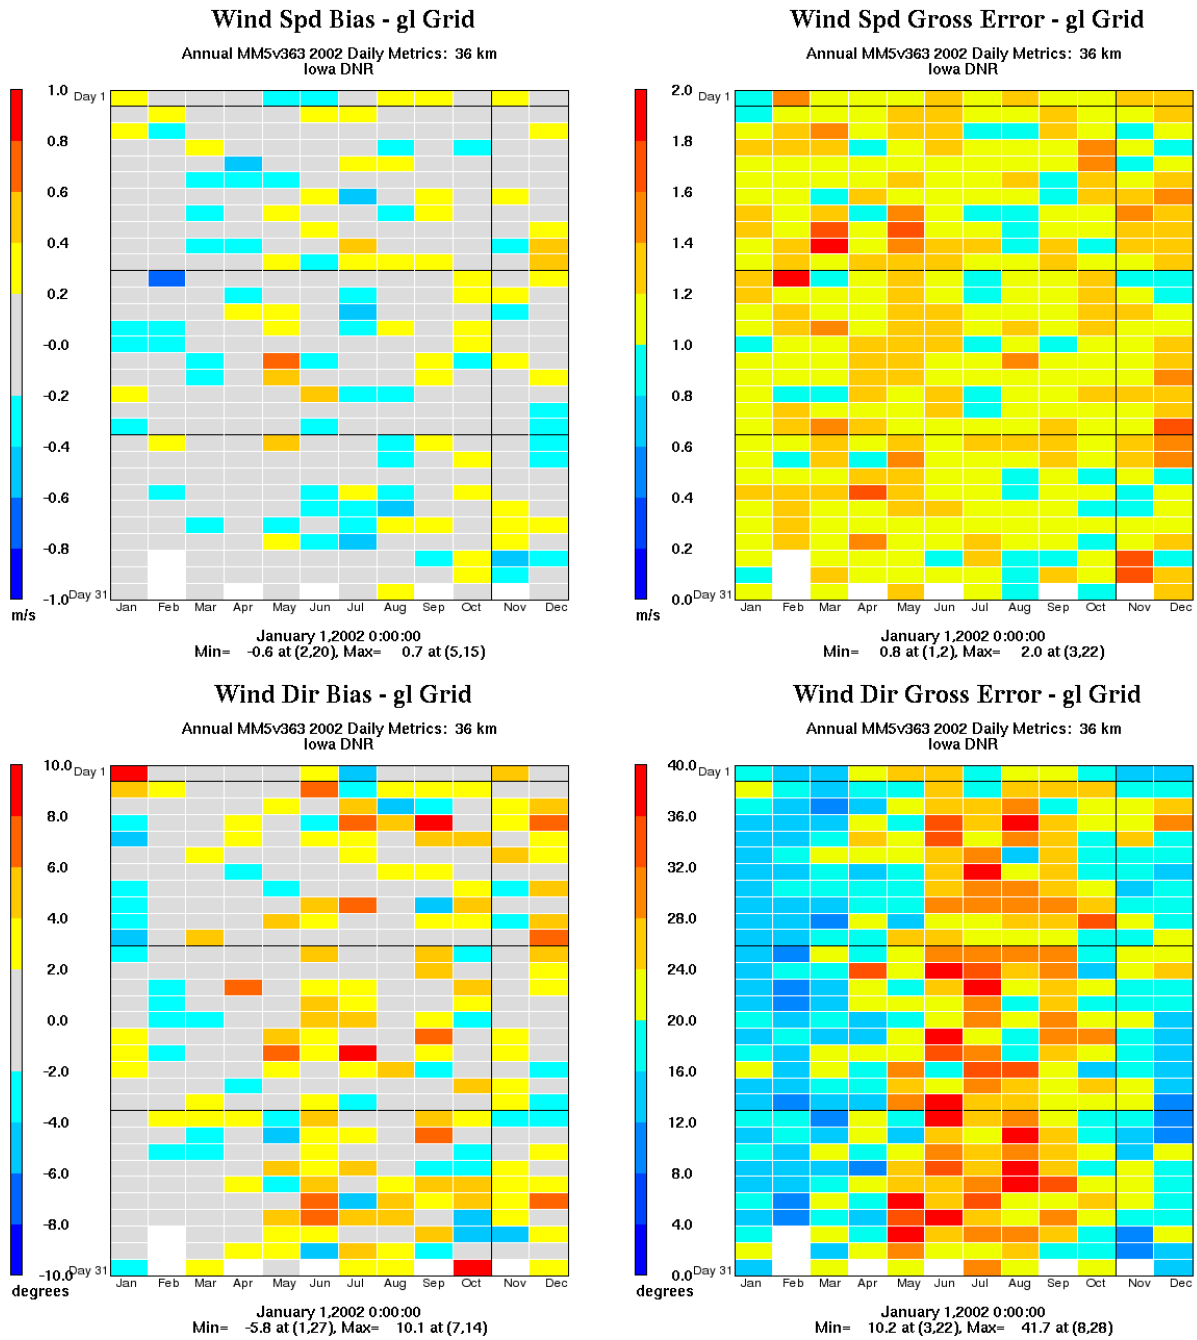 Wind Spd Bias - gl Grid
Annual MM5v363 2002 Daily Metrics: 36 km
Iowa DNR
1.0
0.8
0.6
0.4
0.2
-0.0
-0.2
-0.4
-0.6
-0.8
-1.0
m/s
Day 1
Day 31
Jan Feb Mar Apr May Jun Jul Aug Sep Oct Nov Dec
January 1,2002 0:00:00
Min= -0.6 at (2,20), Max= 0.7 at (5,15)
Wind Spd Gross Error - gl Grid
Annual MM5v363 2002 Daily Metrics: 36 km
Iowa DNR
2.0
1.8
1.6
1.4
1.2
1.0
0.8
0.6
0.4
0.2
0.0
m/s
Day 1
Day 31
Jan Feb Mar Apr May Jun Jul Aug Sep Oct Nov Dec
January 1,2002 0:00:00
Min= 0.8 at (1,2), Max= 2.0 at (3,22)
Wind Dir Bias - gl Grid
Annual MM5v363 2002 Daily Metrics: 36 km
Iowa DNR
10.0
8.0
6.0
4.0
2.0
0.0
-2.0
-4.0
-6.0
-8.0
-10.0
degrees
Day 1
Day 31
Jan Feb Mar Apr May Jun Jul Aug Sep Oct Nov Dec
January 1,2002 0:00:00
Min= -5.8 at (1,27), Max= 10.1 at (7,14)
Wind Dir Gross Error - gl Grid
Annual MM5v363 2002 Daily Metrics: 36 km
Iowa DNR
40.0
36.0
32.0
28.0
24.0
20.0
16.0
12.0
8.0
4.0
0.0
degrees
Day 1
Day 31
Jan Feb Mar Apr May Jun Jul Aug Sep Oct Nov Dec
January 1,2002 0:00:00
Min= 10.2 at (3,22), Max= 41.7 at (8,28)